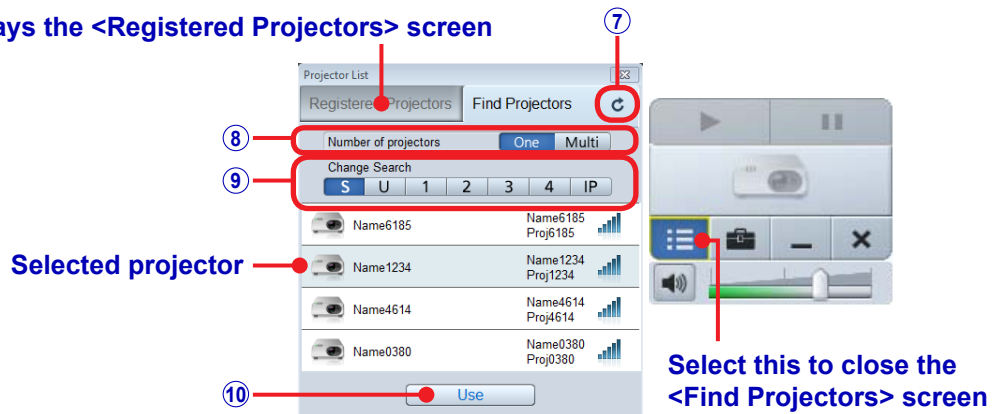 ays the <Registered Projectors> screen
7
Projector List
Registered Projectors Find Projectors
8 Number of projectors One Multi
9 Change Search
S U 1 2 3 4 IP
Name6185 Name6185
Proj6185
Selected projector Name1234 Name1234
Proj1234
Name4614 Name4614
Proj4614
Name0380 Name0380
Proj0380
10 Use
Select this to close the
<Find Projectors> screen